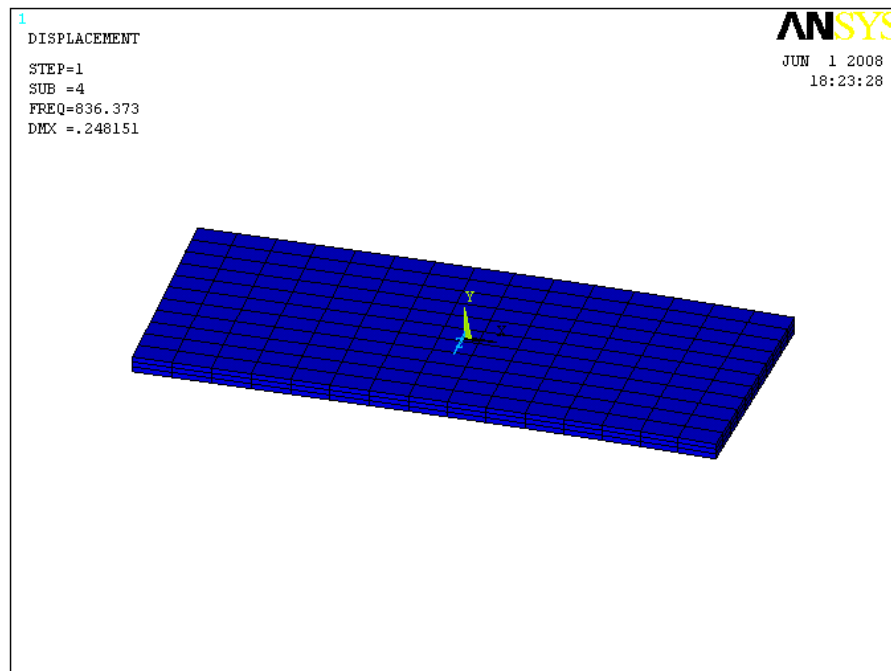 1
DISPLACEMENT
STEP=1
SUB =4
FREQ=836.373
DMX =.248151
ANSYS
JUN 1 2008
18:23:28
Y
X
Z